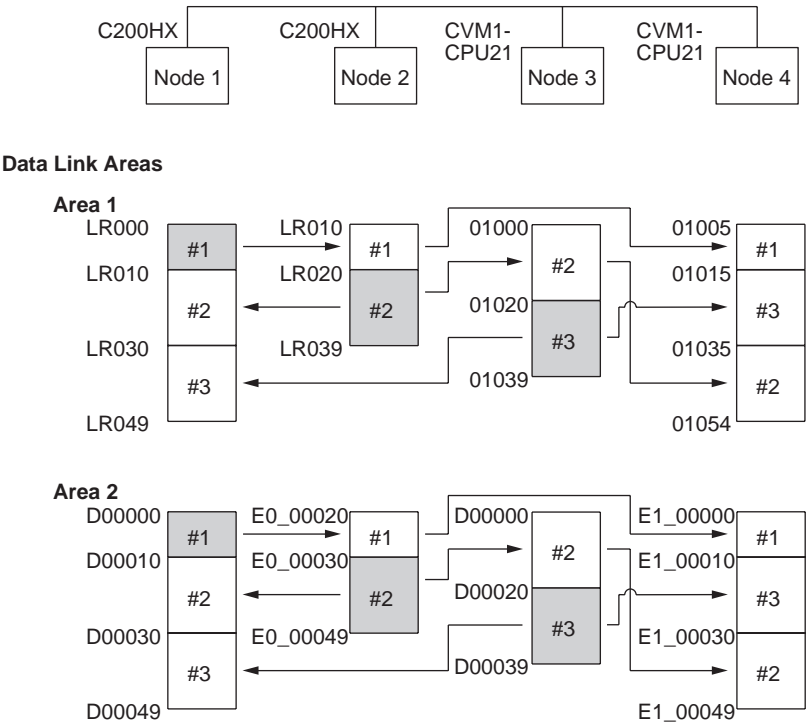 C200HX C200HX CVM1-CPU21 CVM1-CPU21
Node 1 Node 2 Node 3 Node 4
Data Link Areas
Area 1
LR000 LR010 01000 01005
#1 #1 #2 #1
LR010 LR020 01015
#2 #2 01020 #3
LR030 LR039 #3 01035
#3 01039 #2
LR049 01054
Area 2
D00000 E0_00020 D00000 E1_00000
#1 #1 #2 #1
D00010 E0_00030 E1_00010
#2 #2 D00020 #3
D00030 E0_00049 #3 E1_00030
#3 D00039 #2
D00049 E1_00049